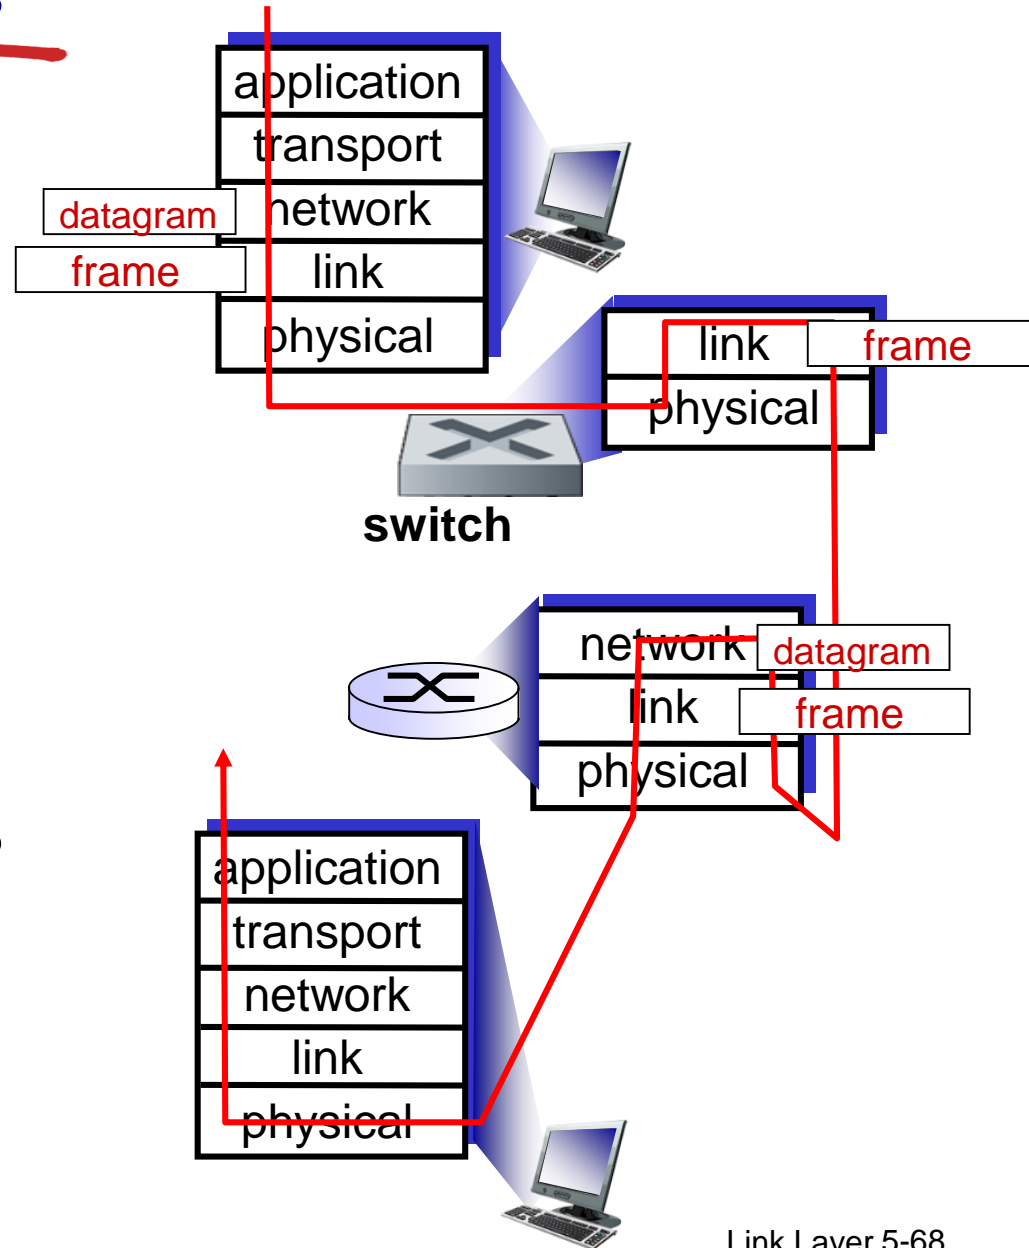 application
transport
datagram
network
frame
link
physical
link
frame
physical
switch
network
datagram
link
frame
physical
application
transport
network
link
physical
Link Layer 5-68